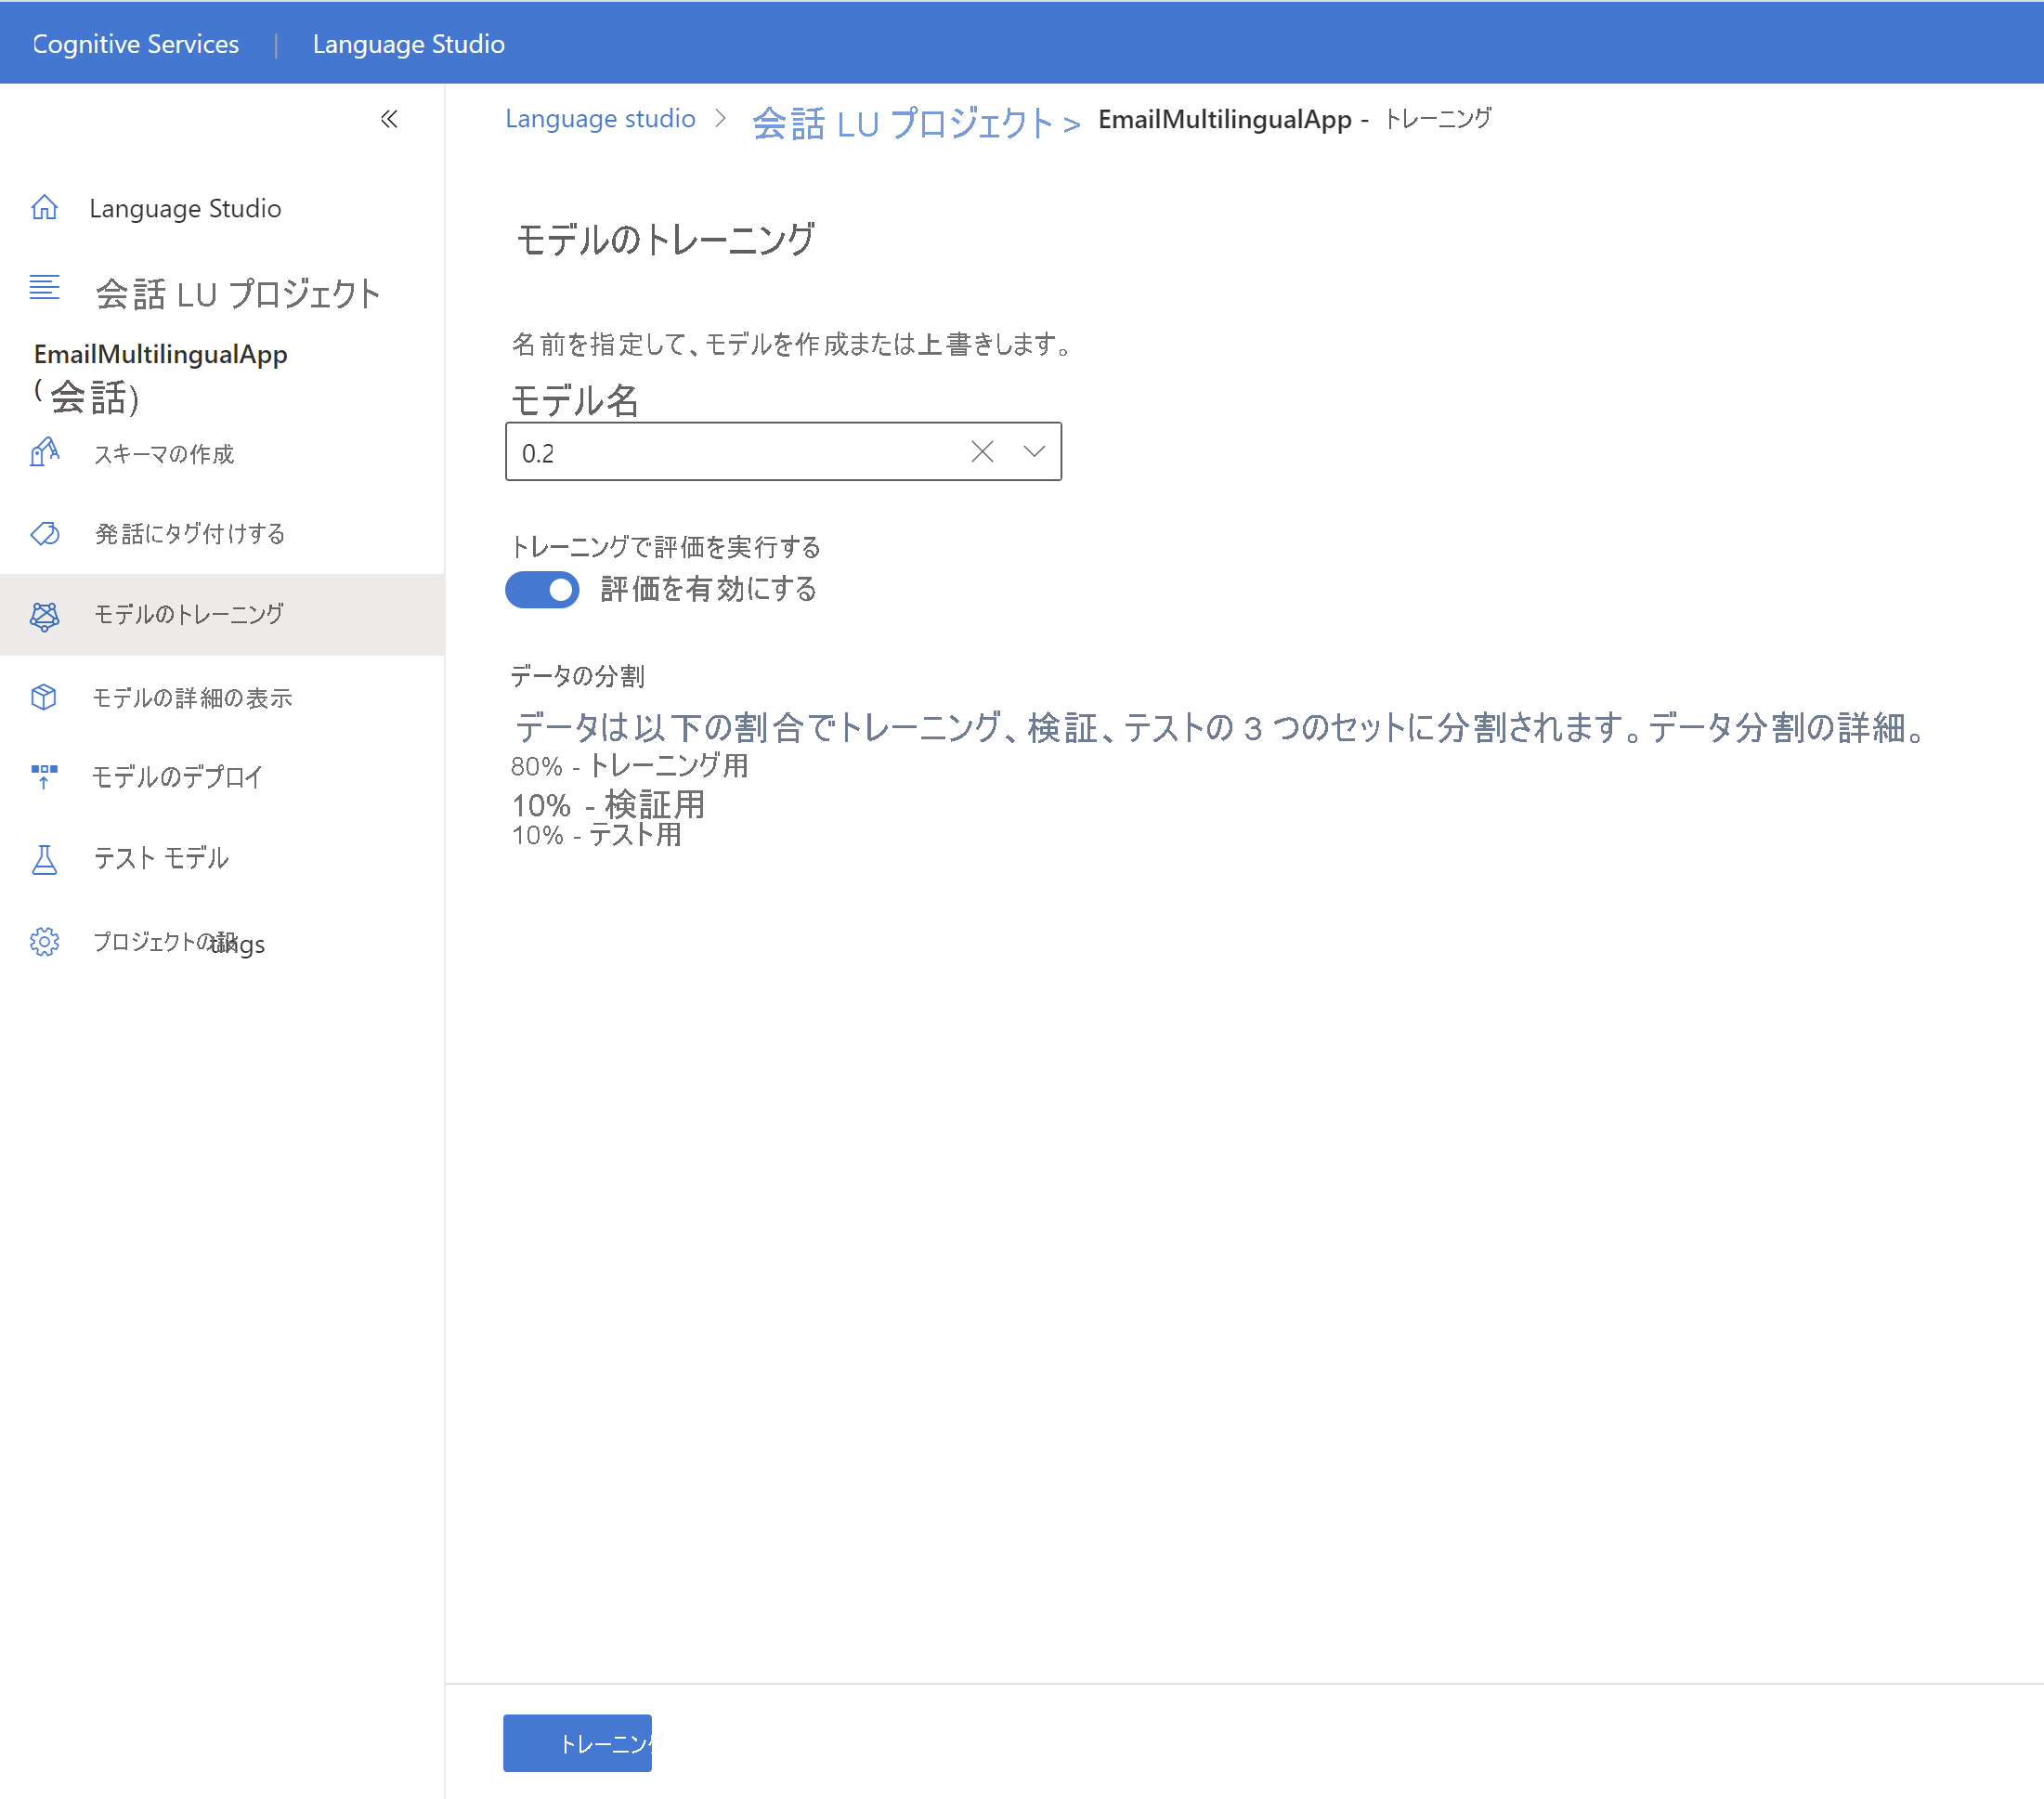 Cognitive Services | Language Studio
Language studio > 会話 LU プロジェクト > EmailMultilingualApp - トレーニング
Language Studio
会話 LU プロジェクト
EmailMultilingualApp
(会話)
スキーマの作成
発話にタグ付けする
モデルのトレーニング
モデルの詳細の表示
モデルのデプロイ
テスト モデル
プロジェクトの設tings
モデルのトレーニング
名前を指定して、モデルを作成または上書きします。
モデル名
0.2
トレーニングで評価を実行する
評価を有効にする
データの分割
データは以下の割合でトレーニング、検証、テストの 3 つのセットに分割されます。データ分割の詳細。
80% - トレーニング用
10% - 検証用
10% - テスト用
トレーニング